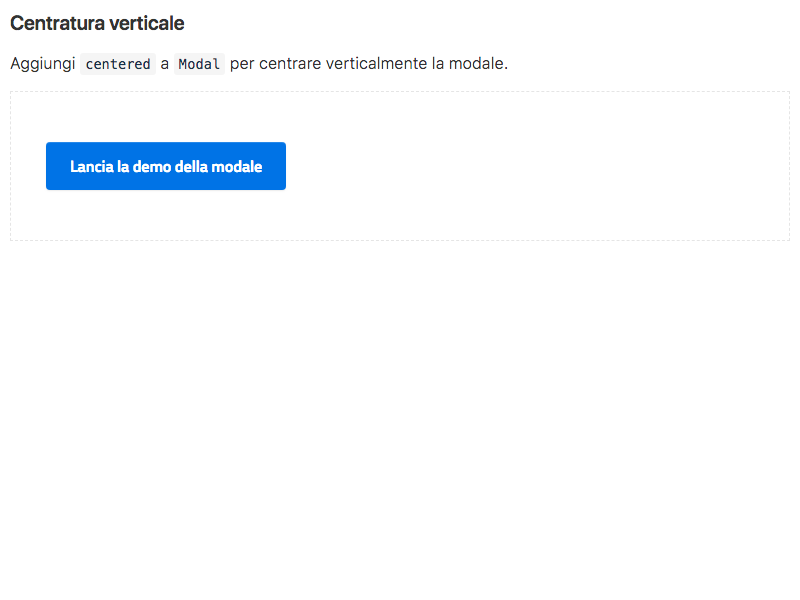 Centratura verticale
Aggiungi centered a Modal per centrare verticalmente la modale.
Lancia la demo della modale